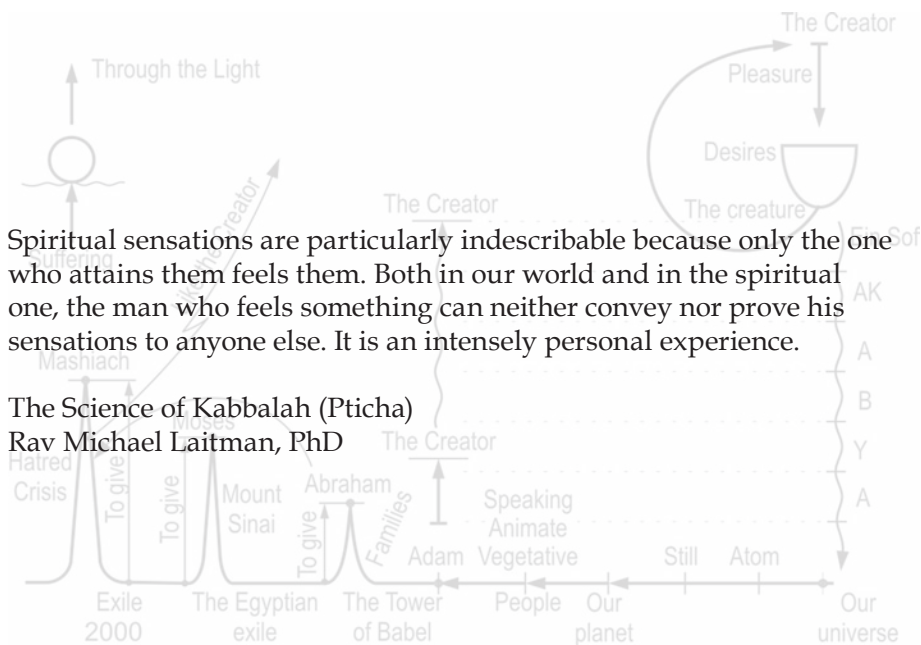 The Creator
Through the Light
Pleasure
Desires
The Creator
The creature
Like the Creator
Spiritual sensations are particularly indescribable because only the one
Ein Sof
Suffering
who attains them feels them. Both in our world and in the spiritual
AK
one, the man who feels something can neither convey nor prove his
sensations to anyone else. It is an intensely personal experience.
A
Mashiach
The Science of Kabbalah (Pticha)
B
Moses
Rav Michael Laitman, PhD
The Creator
Y
Hatred
Crisis
To give
To give
Mount
Sinai
Abraham
To give
Families
Speaking
Animate
Vegetative
A
Adam
Still
Atom
Exile
2000
The Egyptian
exile
The Tower
of Babel
People
Our
planet
Our
universe